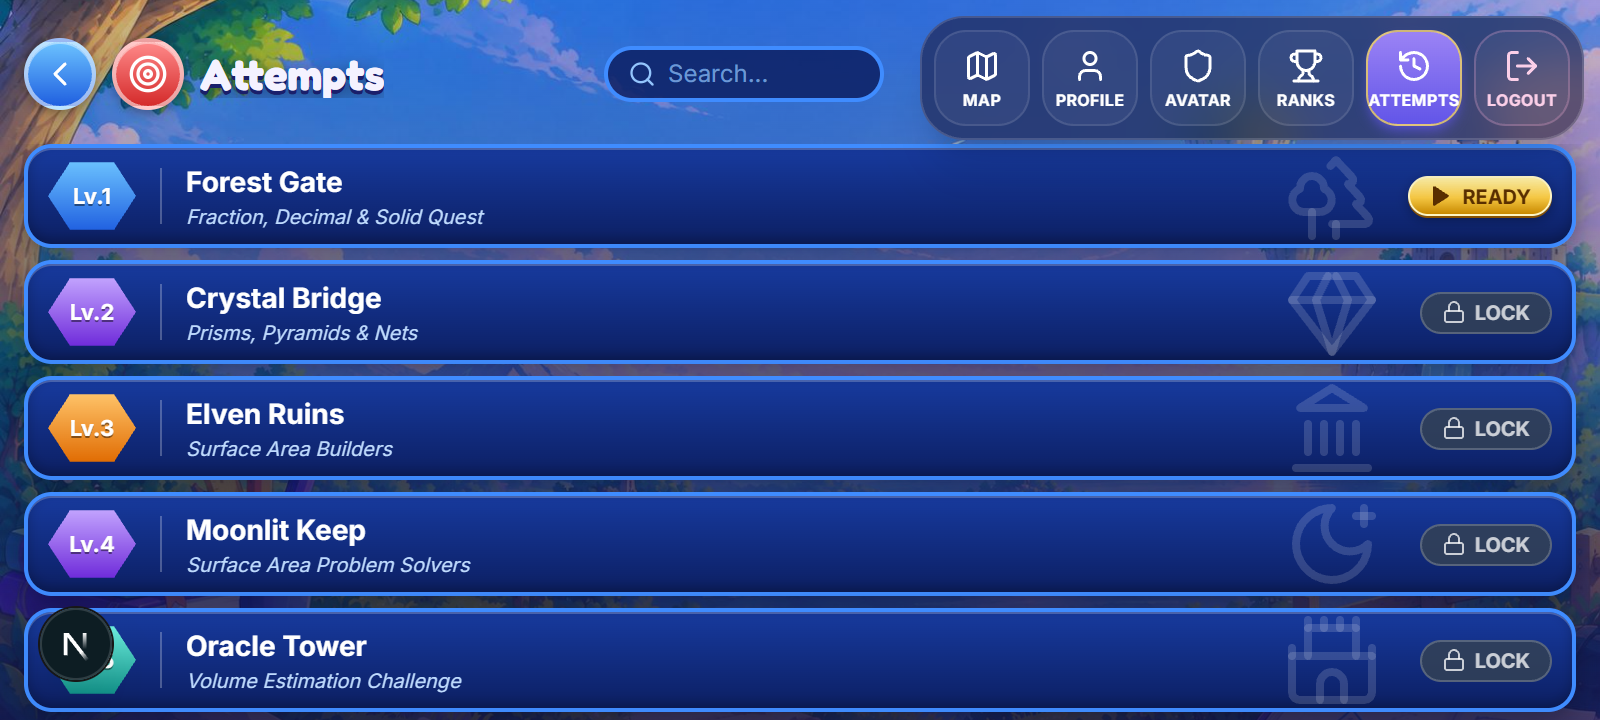 Attempts
Search...
MAP
PROFILE
AVATAR
RANKS
ATTEMPTS
LOGOUT
Lv.1
Forest Gate
Fraction, Decimal & Solid Quest
READY
Lv.2
Crystal Bridge
Prisms, Pyramids & Nets
LOCK
Lv.3
Elven Ruins
Surface Area Builders
LOCK
Lv.4
Moonlit Keep
Surface Area Problem Solvers
LOCK
N
Oracle Tower
Volume Estimation Challenge
LOCK